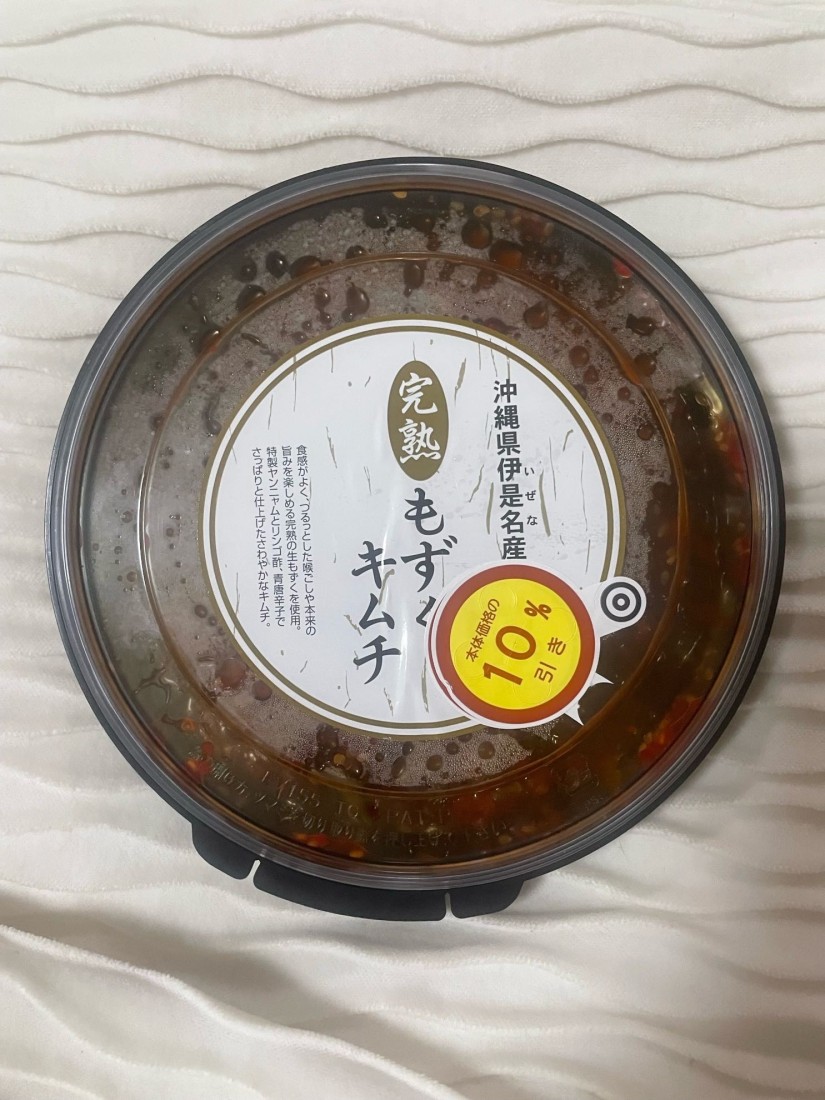 沖縄県伊是名産
いぜな
完熟
もずく
キムチ
食感がよく、つるっとした喉ごしや本来の
旨みを楽しめる完熟の生もずくを使用。
特製ヤンニャムとリンゴ酢、青唐辛子で
さっぱりと仕上げたさわやかなキムチ。
本体価格の
10%
引き